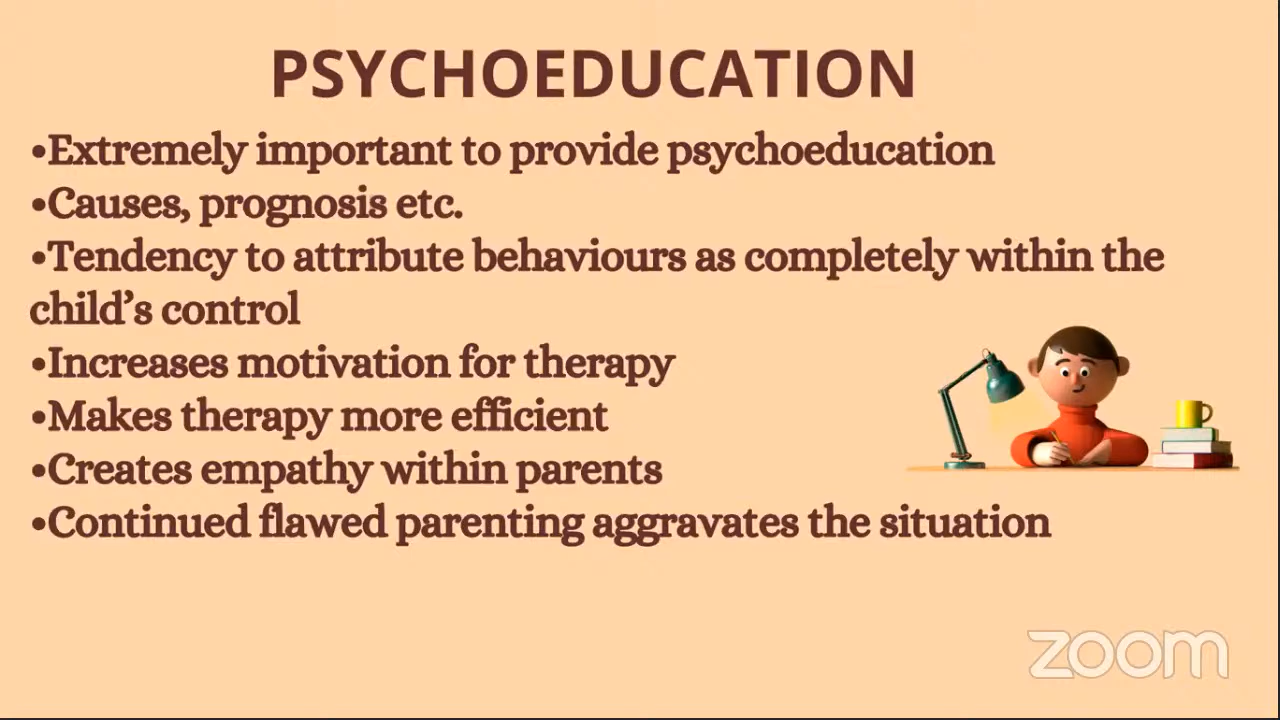 PSYCHOEDUCATION
•Extremely important to provide psychoeducation
•Causes, prognosis etc.
•Tendency to attribute behaviours as completely within the
child’s control
•Increases motivation for therapy
•Makes therapy more efficient
•Creates empathy within parents
•Continued flawed parenting aggravates the situation
zoom